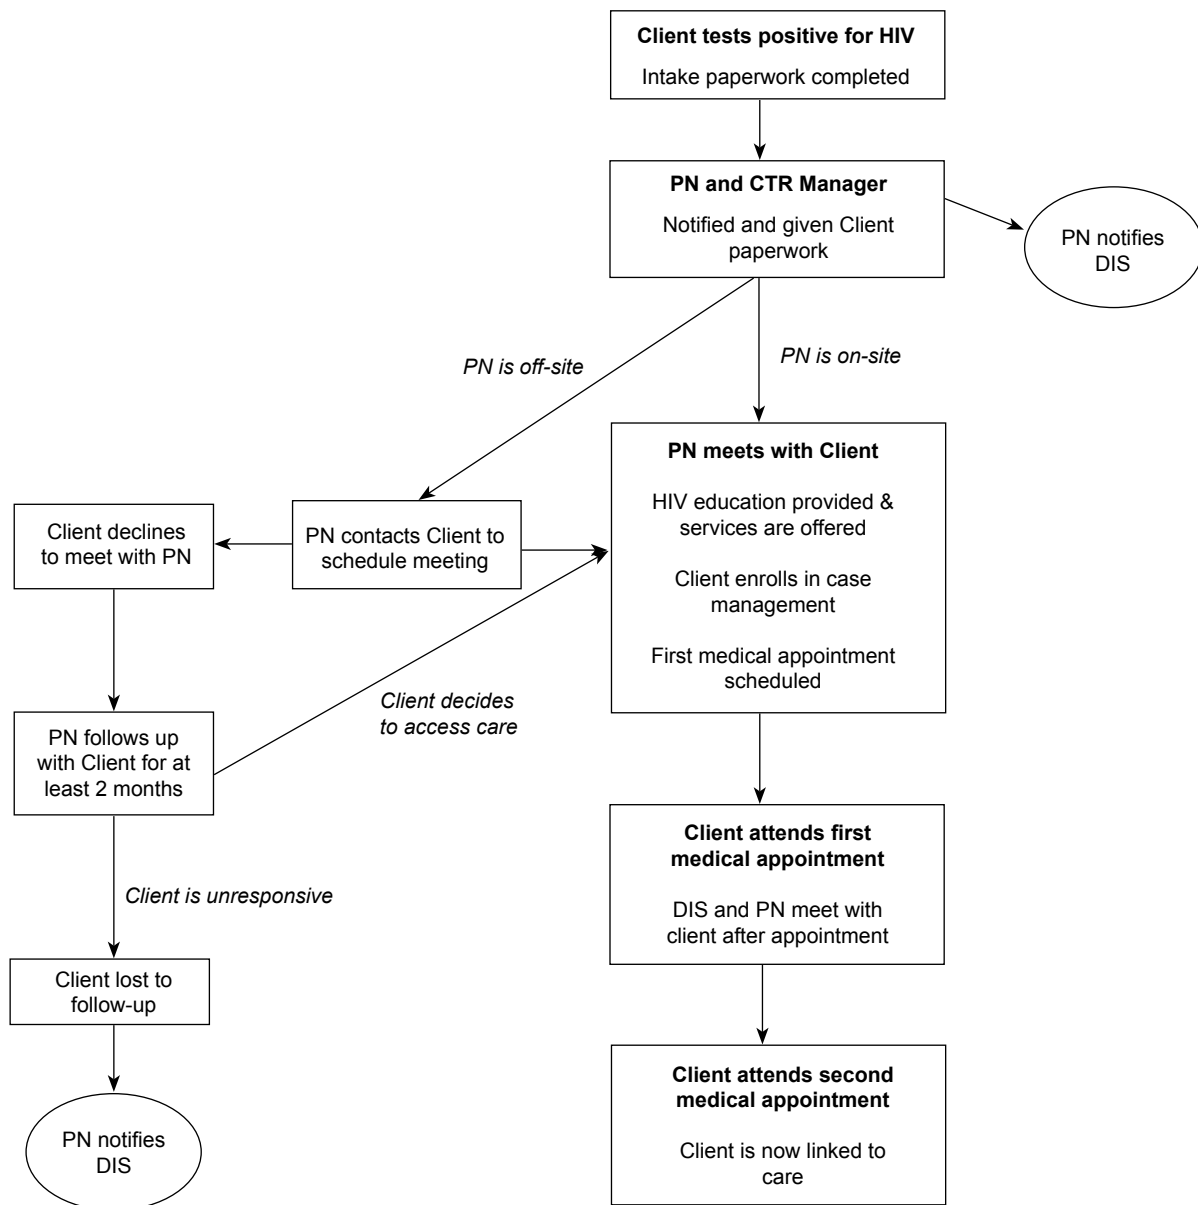 Client tests positive for HIV
Intake paperwork completed
PN and CTR Manager
Notified and given Client
paperwork
PN notifies
DIS
PN is off-site
PN is on-site
PN meets with Client
HIV education provided &
services are offered
Client enrolls in case
management
First medical appointment
scheduled
PN contacts Client to
schedule meeting
Client declines
to meet with PN
PN follows up
with Client for at
least 2 months
Client decides
to access care
Client is unresponsive
Client lost to
follow-up
PN notifies
DIS
Client attends first
medical appointment
DIS and PN meet with
client after appointment
Client attends second
medical appointment
Client is now linked to
care